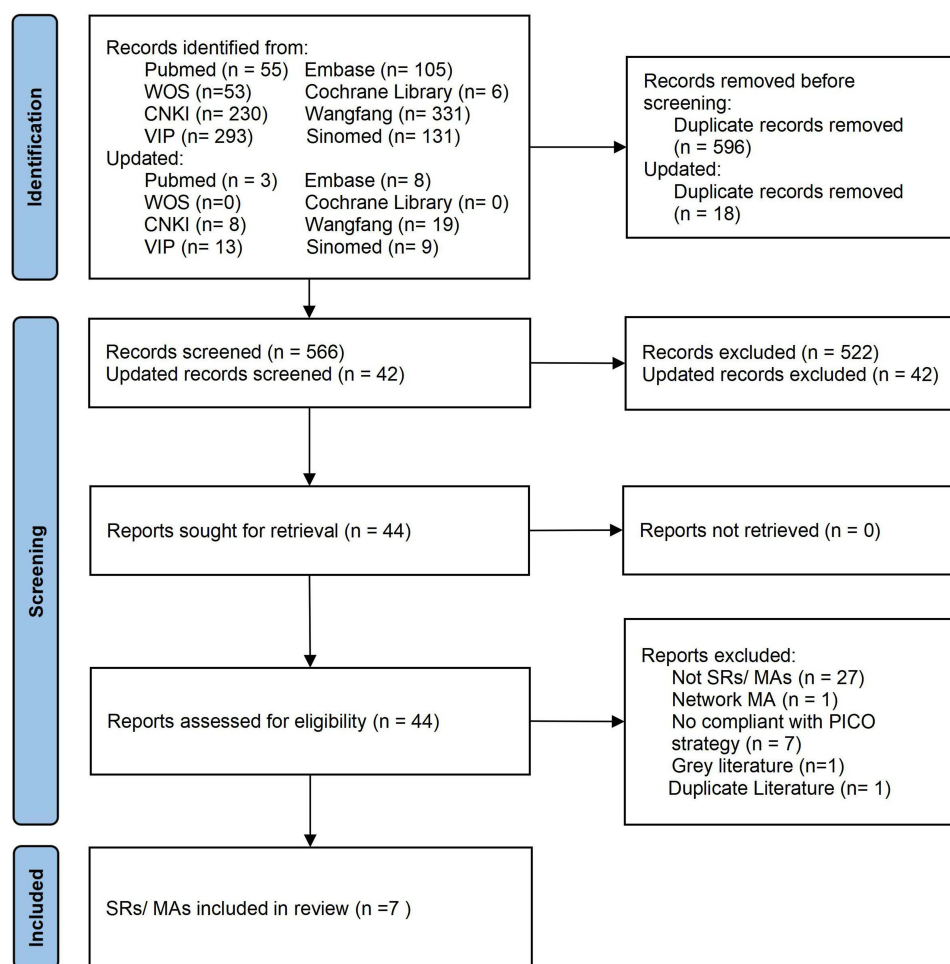 Identification
Records identified from:
Pubmed (n = 55) Embase (n= 105)
WOS (n=53) Cochrane Library (n= 6)
CNKI (n = 230) Wangfang (n = 331)
VIP (n = 293) Sinomed (n = 131)
Updated:
Pubmed (n = 3) Embase (n = 8)
WOS (n=0) Cochrane Library (n= 0)
CNKI (n = 8) Wangfang (n = 19)
VIP (n = 13) Sinomed (n= 9)
Records removed before
screening:
Duplicate records removed
(n = 596)
Updated:
Duplicate records removed
(n = 18)
Screening
Records screened (n = 566)
Updated records screened (n = 42)
Records excluded (n = 522)
Updated records excluded (n = 42)
Reports sought for retrieval (n = 44)
Reports not retrieved (n = 0)
Reports assessed for eligibility (n = 44)
Reports excluded:
Not SRs/ MAs (n = 27)
Network MA (n = 1)
No compliant with PICO
strategy (n = 7)
Grey literature (n=1)
Duplicate Literature (n= 1)
Included
SRs/ MAs included in review (n =7 )